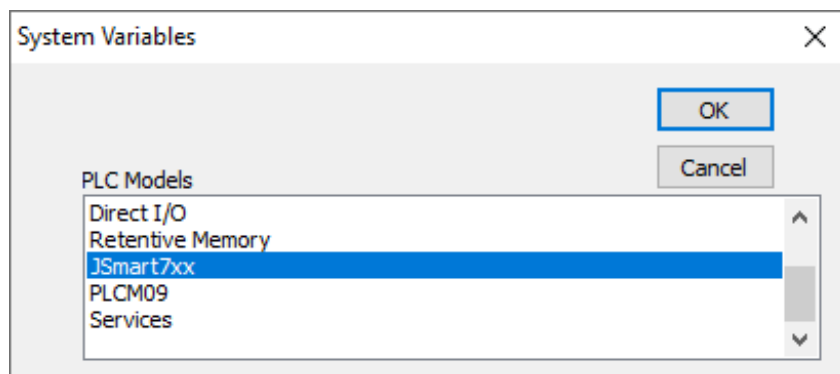 System Variables
OK
Cancel
PLC Models
Direct I/O
Retentive Memory
JSmart7xx
PLCM09
Services